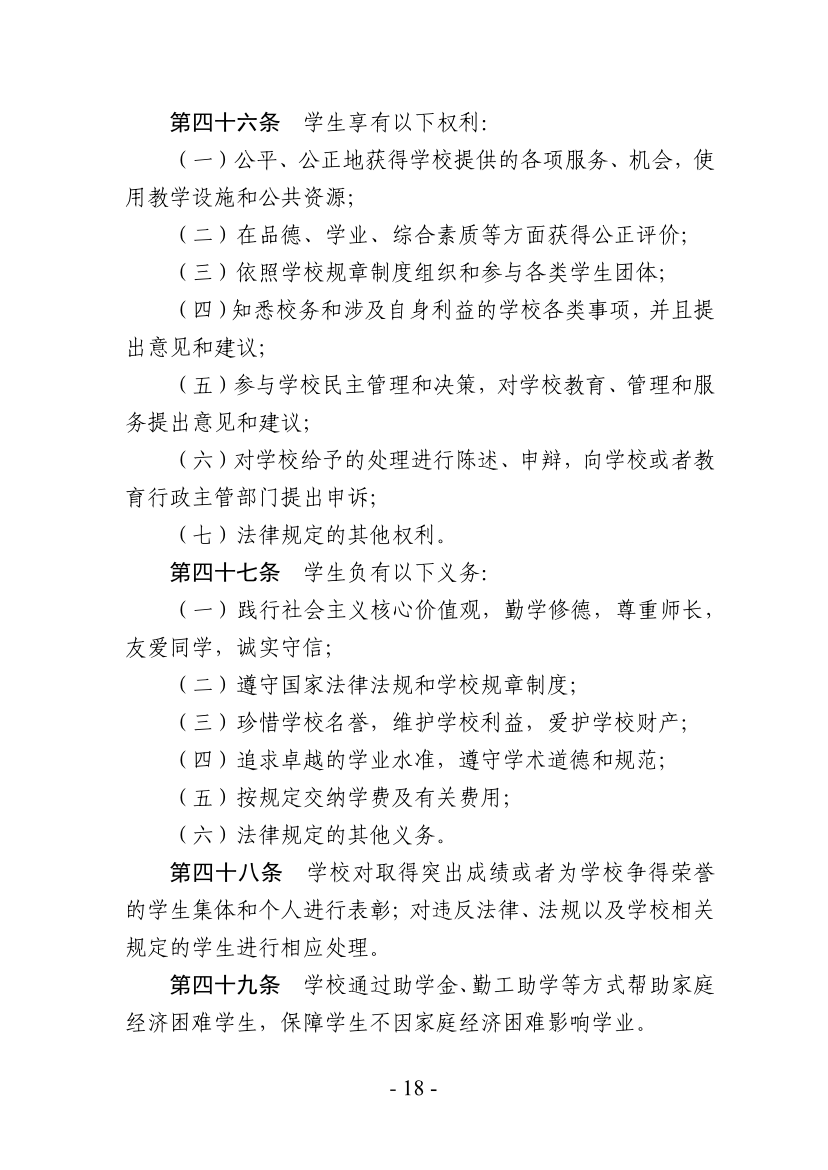 第四十六条　学生享有以下权利：
（一）公平、公正地获得学校提供的各项服务、机会，使
用教学设施和公共资源；
（二）在品德、学业、综合素质等方面获得公正评价；
（三）依照学校规章制度组织和参与各类学生团体；
（四）知悉校务和涉及自身利益的学校各类事项，并且提
出意见和建议；
（五）参与学校民主管理和决策，对学校教育、管理和服
务提出意见和建议；
（六）对学校给予的处理进行陈述、申辩，向学校或者教
育行政主管部门提出申诉；
（七）法律规定的其他权利。
第四十七条　学生负有以下义务：
（一）践行社会主义核心价值观，勤学修德，尊重师长，
友爱同学，诚实守信；
（二）遵守国家法律法规和学校规章制度；
（三）珍惜学校名誉，维护学校利益，爱护学校财产；
（四）追求卓越的学业水准，遵守学术道德和规范；
（五）按规定交纳学费及有关费用；
（六）法律规定的其他义务。
第四十八条　学校对取得突出成绩或者为学校争得荣誉
的学生集体和个人进行表彰；对违反法律、法规以及学校相关
规定的学生进行相应处理。
第四十九条　学校通过助学金、勤工助学等方式帮助家庭
经济困难学生，保障学生不因家庭经济困难影响学业。
- 18 -